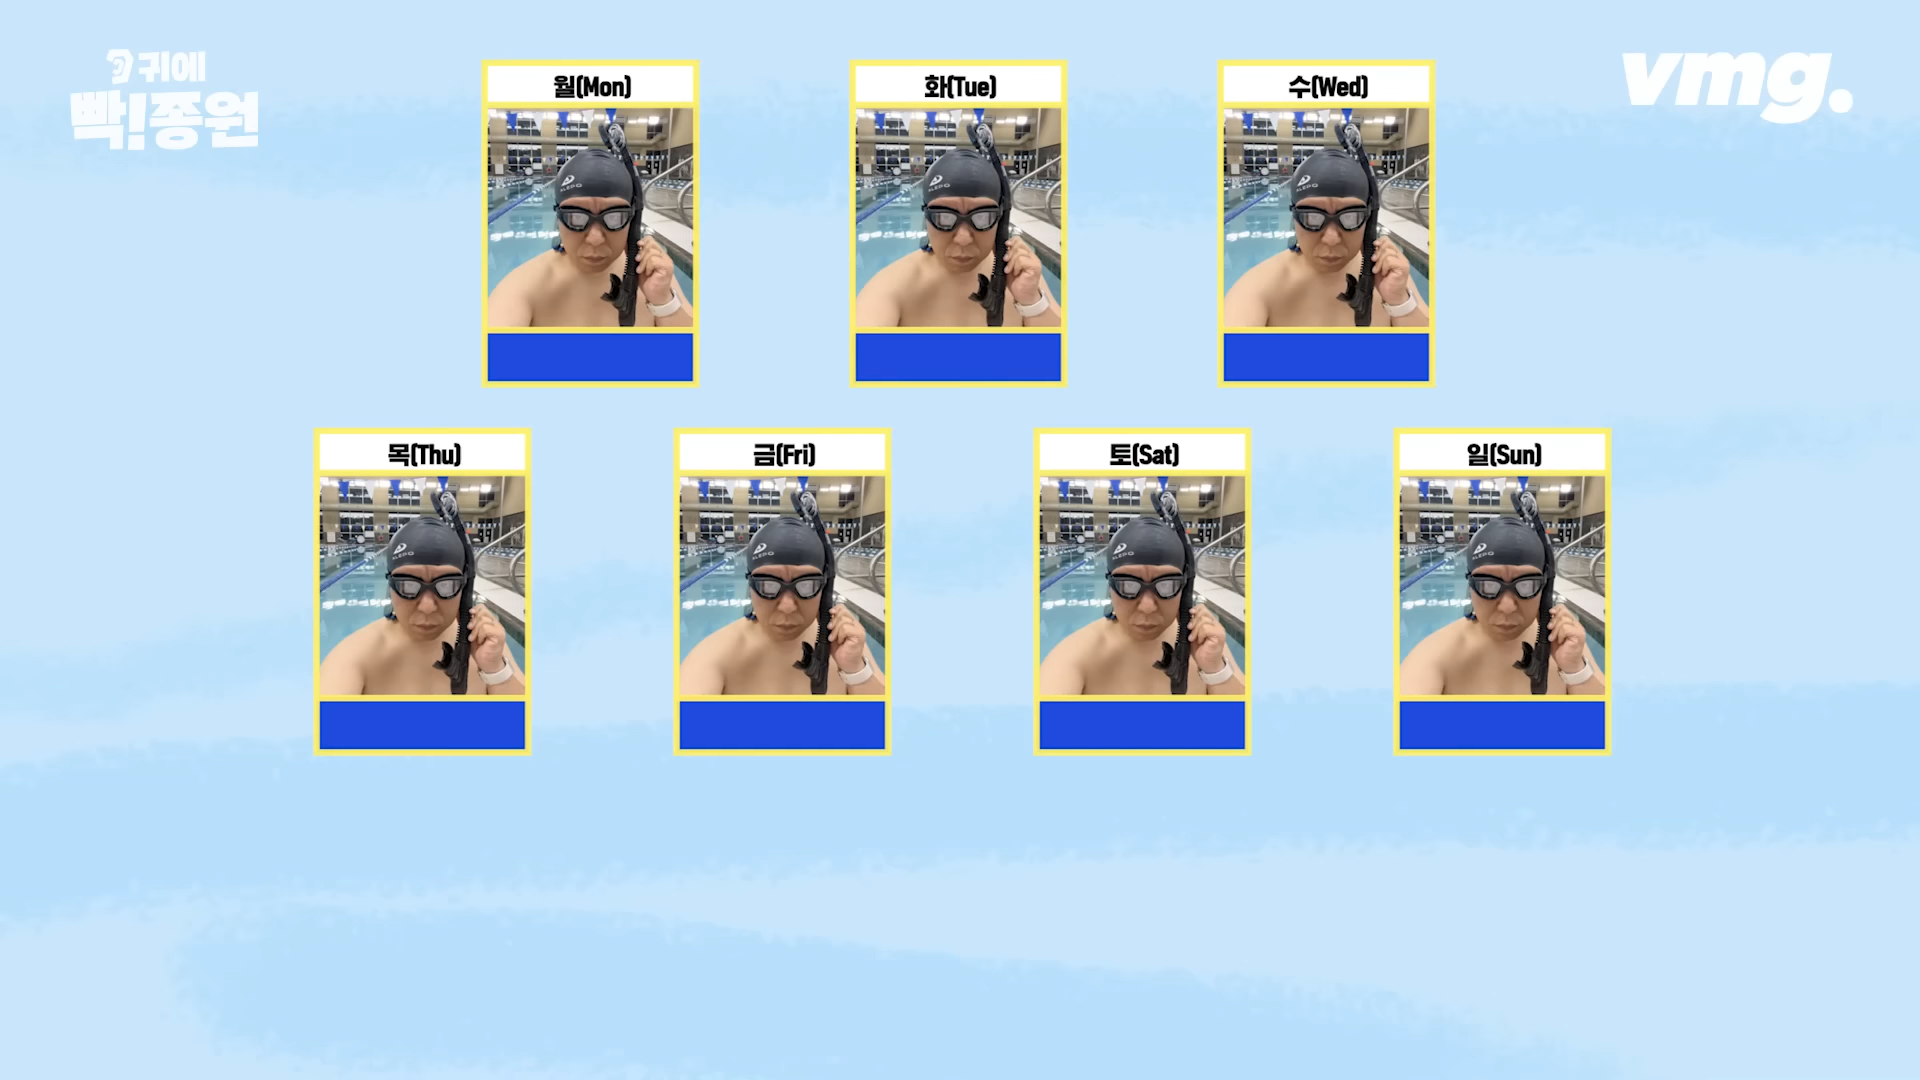 귀에
빡!종원
vmg.
월(Mon)
화(Tue)
수(Wed)
목(Thu)
금(Fri)
토(Sat)
일(Sun)